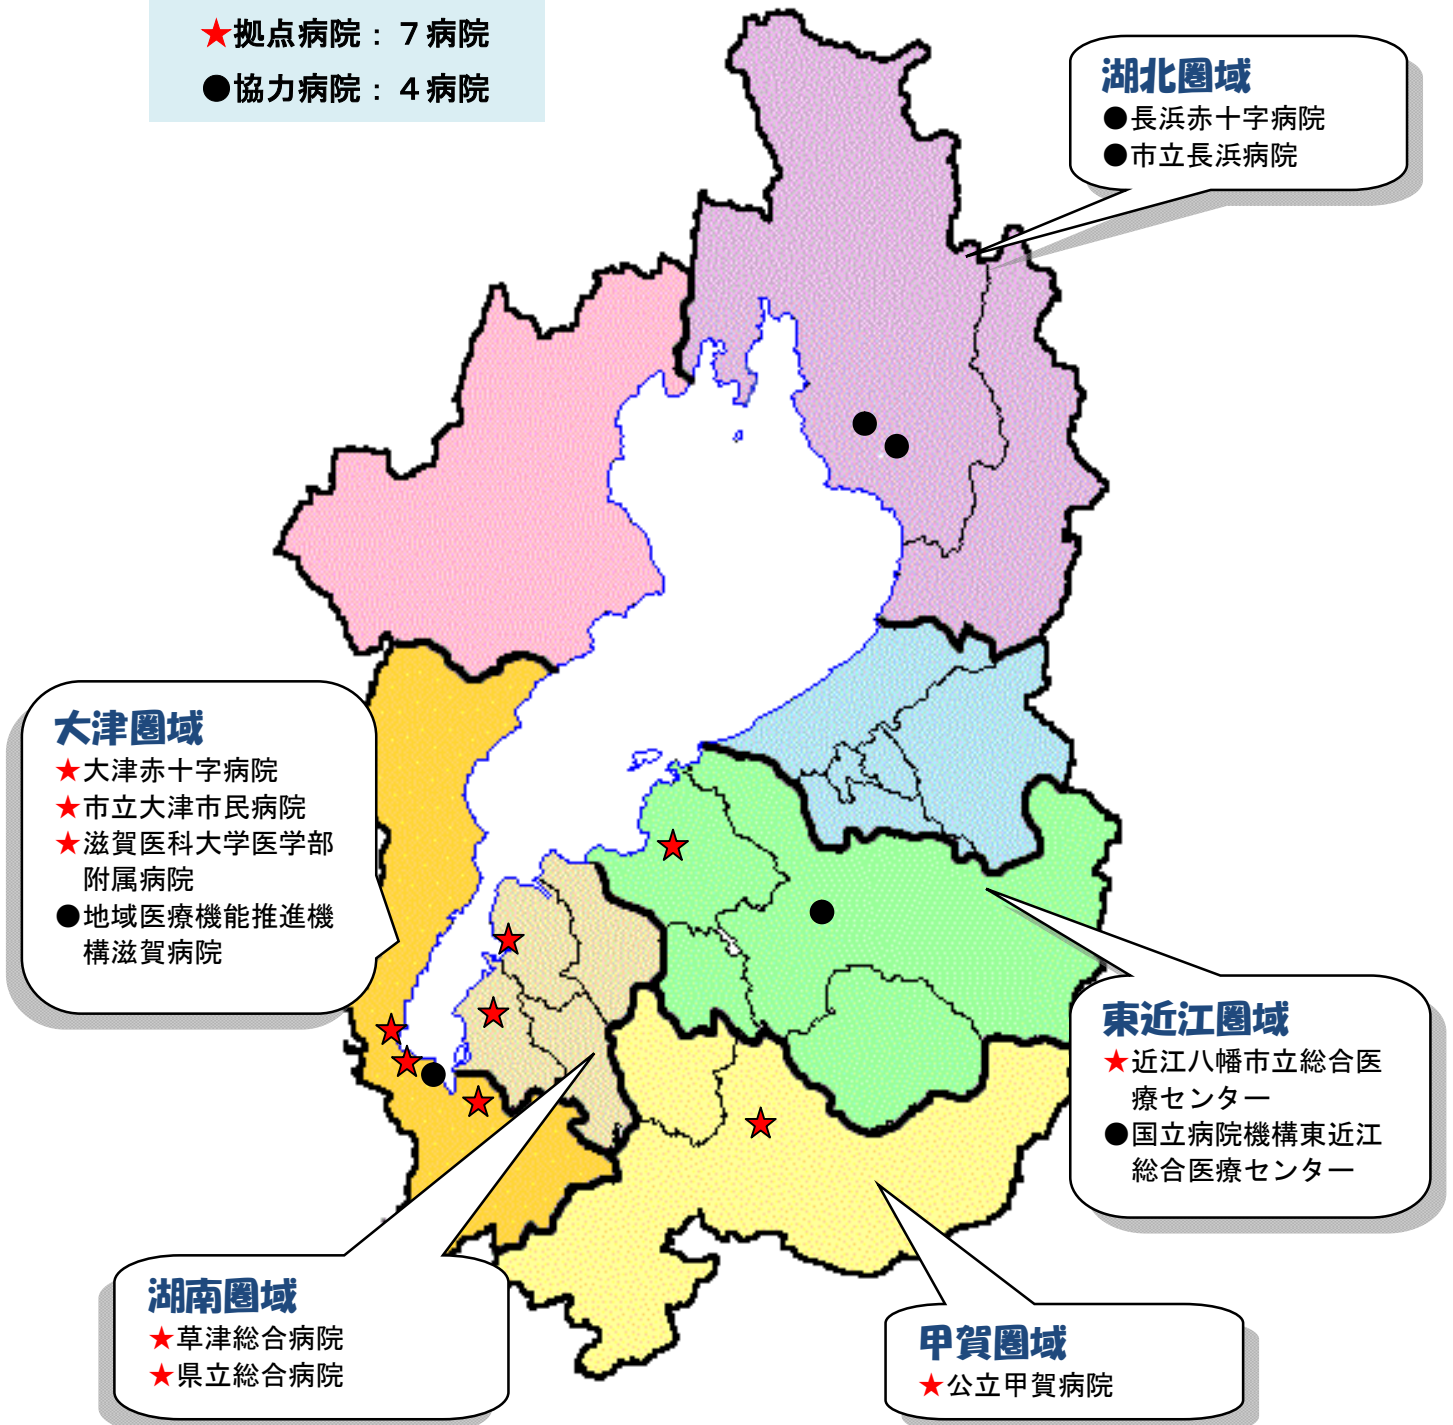 ★拠点病院：７病院
●協力病院：４病院
湖北圏域
●長浜赤十字病院
●市立長浜病院
大津圏域
★大津赤十字病院
★市立大津市民病院
★滋賀医科大学医学部
附属病院
●地域医療機能推進機
構滋賀病院
東近江圏域
★近江八幡市立総合医
療センター
●国立病院機構東近江
総合医療センター
湖南圏域
★草津総合病院
★県立総合病院
甲賀圏域
★公立甲賀病院